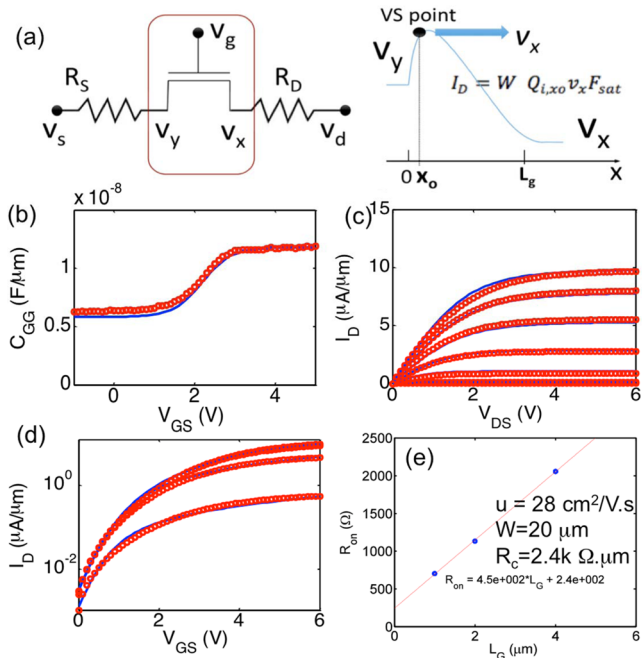 (a)
V_g
R_S
R_D
V_s
V_y
V_x
V_d
VS point
V_x
V_y
I_D = W Q_{i,xo} v_x F_{sat}
V_x
0
x_o
L_g
x
(b)
x 10^-8
1
0.5
0
C_GG (F/μm)
0
2
4
V_GS (V)
(c)
15
10
5
0
I_D (μA/μm)
0
2
4
6
V_DS (V)
(d)
10^0
10^-2
I_D (μA/μm)
0
2
4
6
V_GS (V)
(e)
2500
2000
1500
1000
500
0
R_on (Ω)
u = 28 cm^2/V.s
W=20 μm
R_c=2.4k Ω.μm
R_on = 4.5e+002*L_G + 2.4e+002
0
2
4
6
L_G (μm)